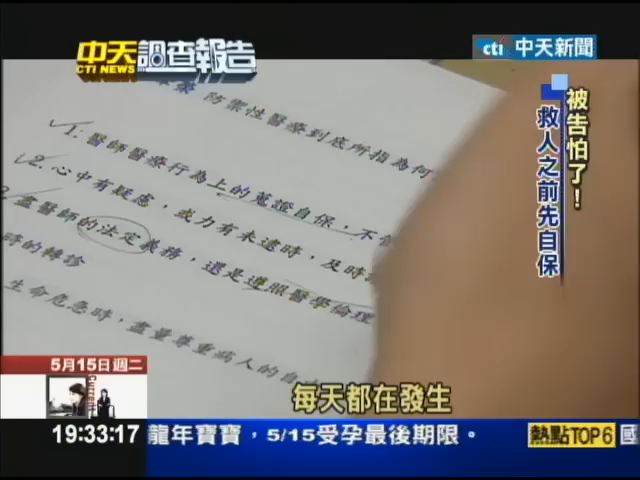 中天調查報告
CTI NEWS
cti 中天新聞
被告怕了!
救人之前先自保
防禦性醫療到底所指為何
1. 醫師醫療行為上的蒐證自保,不
2. 心中有疑慮,或力有未逮時,及時
盡醫師的法定義務,還是遵照醫學倫理
時的轉診
生命危急時,盡量尊重病人的自
每天都在發生
5月15日週二
19:33:17
龍年寶寶,5/15受孕最後期限。
熱點TOP6
國